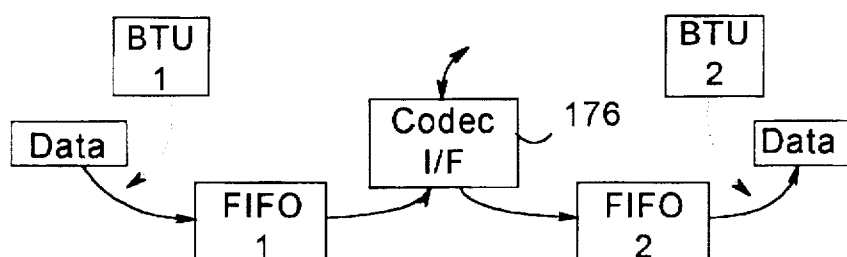 BTU
1
BTU
2
Data
Codec
I/F
176
Data
FIFO
1
FIFO
2